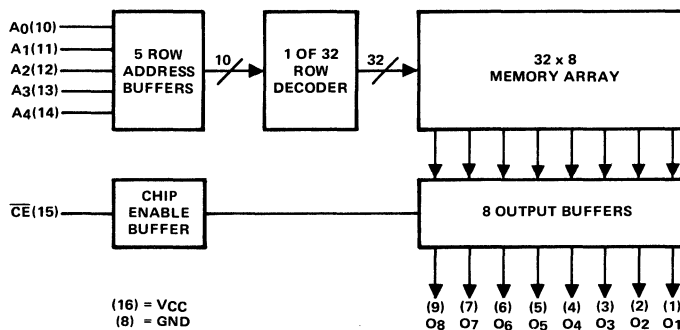 A0(10)
A1(11)
A2(12)
A3(13)
A4(14)
5 ROW
ADDRESS
BUFFERS
10
1 OF 32
ROW
DECODER
32
32 x 8
MEMORY ARRAY
CE(15)
CHIP
ENABLE
BUFFER
8 OUTPUT BUFFERS
(16) = VCC
(8) = GND
(9) (7) (6) (5) (4) (3) (2) (1)
O8 O7 O6 O5 O4 O3 O2 O1